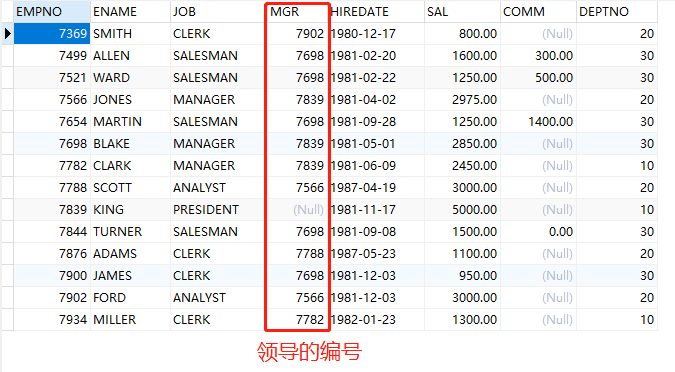 EMPNO ENAME JOB MGR HIREDATE SAL COMM DEPTNO
7369 SMITH CLERK 7902 1980-12-17 800.00 (Null) 20
7499 ALLEN SALESMAN 7698 1981-02-20 1600.00 300.00 30
7521 WARD SALESMAN 7698 1981-02-22 1250.00 500.00 30
7566 JONES MANAGER 7839 1981-04-02 2975.00 (Null) 20
7654 MARTIN SALESMAN 7698 1981-09-28 1250.00 1400.00 30
7698 BLAKE MANAGER 7839 1981-05-01 2850.00 (Null) 30
7782 CLARK MANAGER 7839 1981-06-09 2450.00 (Null) 10
7788 SCOTT ANALYST 7566 1987-04-19 3000.00 (Null) 20
7839 KING PRESIDENT (Null) 1981-11-17 5000.00 (Null) 10
7844 TURNER SALESMAN 7698 1981-09-08 1500.00 0.00 30
7876 ADAMS CLERK 7788 1987-05-23 1100.00 (Null) 20
7900 JAMES CLERK 7698 1981-12-03 950.00 (Null) 30
7902 FORD ANALYST 7566 1981-12-03 3000.00 (Null) 20
7934 MILLER CLERK 7782 1982-01-23 1300.00 (Null) 10
领导的编号